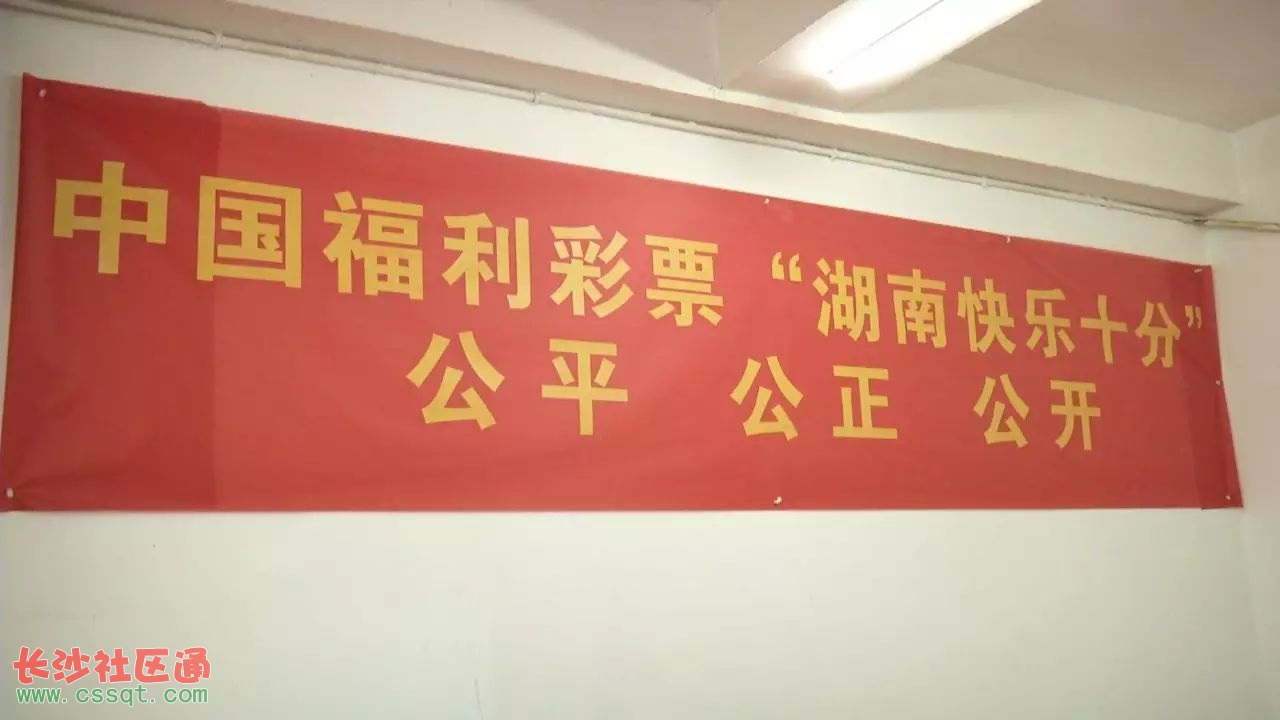 中国福利彩票 “湖南快乐十分”
公平 公正 公开
长沙社区通
www.cssqt.com